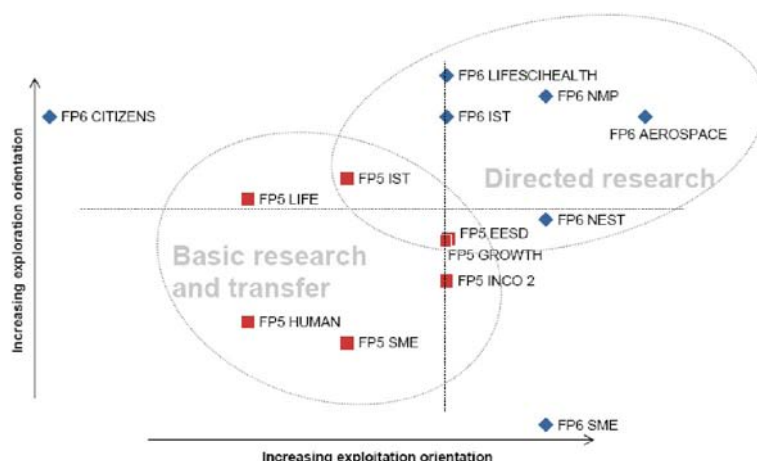 FP6 LIFESCIHEALTH
FP6 NMP
FP6 CITIZENS
FP6 IST
FP6 AEROSPACE
FP5 IST
Directed research
FP5 LIFE
FP6 NEST
FP5 EESD
Basic research
and transfer
FP5 GROWTH
FP5 INCO 2
FP5 HUMAN
FP5 SME
FP6 SME
Increasing exploration orientation
Increasing exploitation orientation